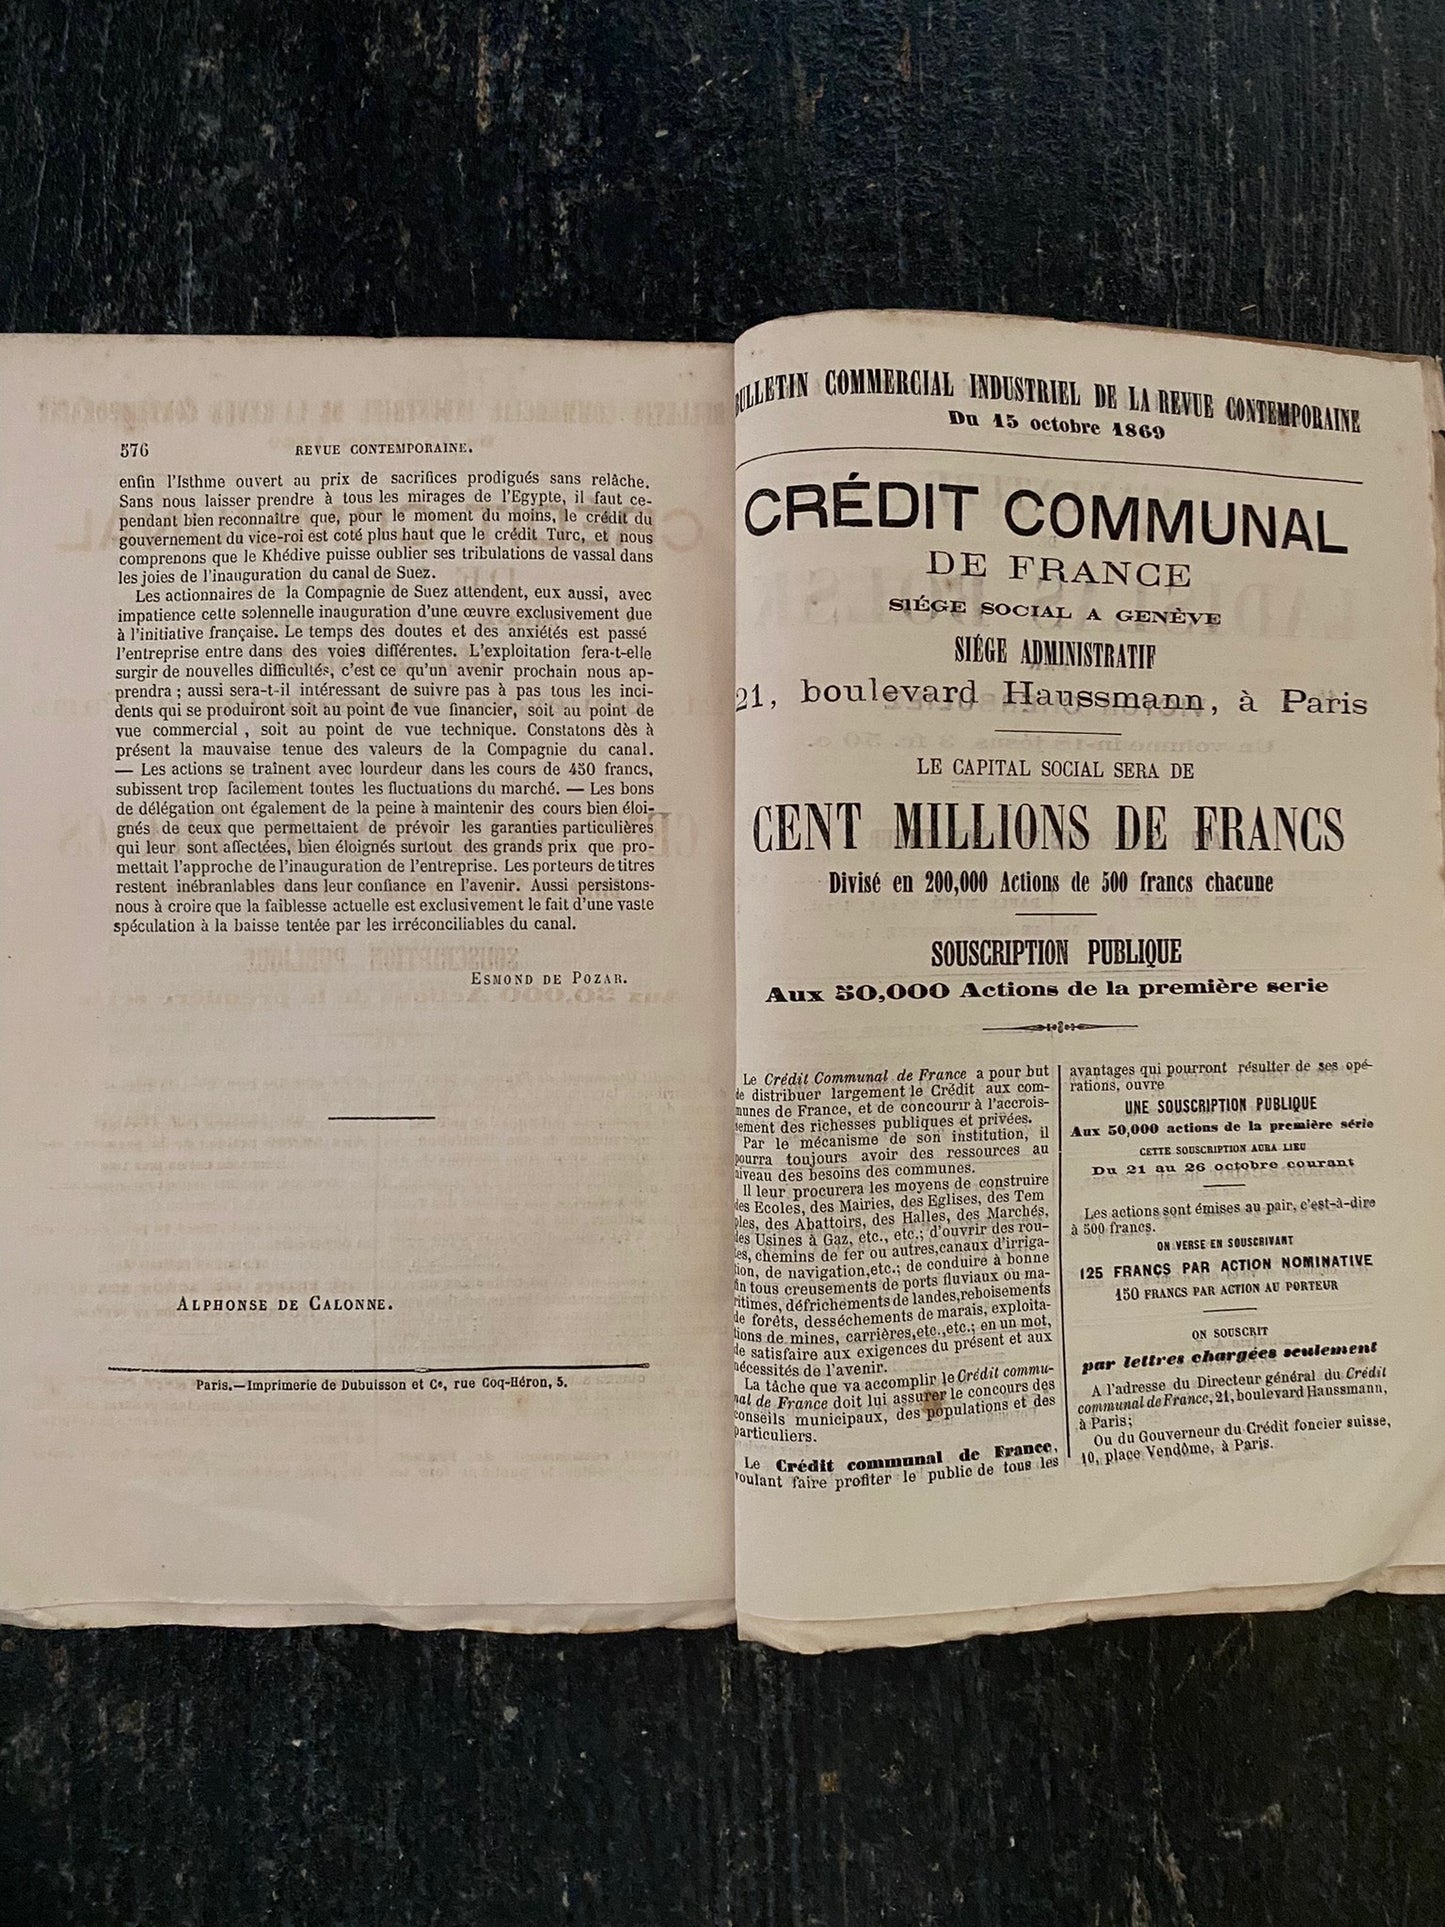 576 REVUE CONTEMPORAINE.
enfin l'Isthme ouvert au prix de sacrifices prodigués sans relâche.
Sans nous laisser prendre à tous les mirages de l'Egypte, il faut ce-
pendant bien reconnaître que, pour le moment du moins, le crédit du
gouvernement du vice-roi est coté plus haut que le crédit Turc, et nous
comprenons que le Khédive puisse oublier ses tribulations de vassal dans
les joies de l'inauguration du canal de Suez.
Les actionnaires de la Compagnie de Suez attendent, eux aussi, avec
impatience cette solennelle inauguration d'une œuvre exclusivement due
à l'initiative française. Le temps des doutes et des anxiétés est passé
l'entreprise entre dans des voies différentes. L'exploitation fera-t-elle
surgir de nouvelles difficultés, c'est ce qu'un avenir prochain nous ap-
prendra ; aussi sera-t-il intéressant de suivre pas à pas tous les inci-
dents qui se produiront soit au point de vue financier, soit au point de
vue commercial , soit au point de vue technique. Constatons dès à
présent la mauvaise tenue des valeurs de la Compagnie du canal.
— Les actions se traînent avec lourdeur dans les cours de 450 francs,
subissent trop facilement toutes les fluctuations du marché. — Les bons
de délégation ont également de la peine à maintenir des cours bien éloi-
gnés de ceux que permettaient de prévoir les garanties particulières
qui leur sont affectées, bien éloignés surtout des grands prix que pro-
mettait l'approche de l'inauguration de l'entreprise. Les porteurs de titres
restent inébranlables dans leur confiance en l'avenir. Aussi persistons-
nous à croire que la faiblesse actuelle est exclusivement le fait d'une vaste
spéculation à la baisse tentée par les irréconciliables du canal.
ESMOND DE POZAR.
ALPHONSE DE CALONNE.
Paris.—Imprimerie de Dubuisson et Ce, rue Coq-Héron, 5.
BULLETIN COMMERCIAL INDUSTRIEL DE LA REVUE CONTEMPORAINE
Du 15 octobre 1869
CRÉDIT COMMUNAL
DE FRANCE
SIÉGE SOCIAL A GENÈVE
SIÉGE ADMINISTRATIF
21, boulevard Haussmann, à Paris
LE CAPITAL SOCIAL SERA DE
CENT MILLIONS DE FRANCS
Divisé en 200,000 Actions de 500 francs chacune
SOUSCRIPTION PUBLIQUE
Aux 50,000 Actions de la première serie
Le Crédit Communal de France a pour but
de distribuer largement le Crédit aux com-
munes de France, et de concourir à l'accrois-
sement des richesses publiques et privées.
Par le mécanisme de son institution, il
pourra toujours avoir des ressources au
niveau des besoins des communes.
Il leur procurera les moyens de construire
des Ecoles, des Mairies, des Eglises, des Tem
ples, des Abattoirs, des Halles, des Marchés,
des Usines à Gaz, etc., etc.; d'ouvrir des rou-
tes, chemins de fer ou autres,canaux d'irriga-
tion, de navigation,etc.; de conduire à bonne
fin tous creusements de ports fluviaux ou ma-
ritimes, défrichements de landes,reboisements
de forêts, desséchements de marais, exploita-
tions de mines, carrières,etc.,etc.; en un mot,
de satisfaire aux exigences du présent et aux
nécessités de l'avenir.
La tâche que va accomplir le Crédit commu-
nal de France doit lui assurer le concours des
conseils municipaux, des populations et des
particuliers.
Le Crédit communal de France,
voulant faire profiter le public de tous les
avantages qui pourront résulter de ses opé-
rations, ouvre
UNE SOUSCRIPTION PUBLIQUE
Aux 50,000 actions de la première série
CETTE SOUSCRIPTION AURA LIEU
Du 21 au 26 octobre courant
Les actions sont émises au pair, c'est-à-dire
à 500 francs.
ON VERSE EN SOUSCRIVANT
125 FRANCS PAR ACTION NOMINATIVE
150 FRANCS PAR ACTION AU PORTEUR
ON SOUSCRIT
par lettres chargées seulement
A l'adresse du Directeur général du Crédit
communal de France, 21, boulevard Haussmann,
à Paris;
Ou du Gouverneur du Crédit foncier suisse,
10, place Vendôme, à Paris.